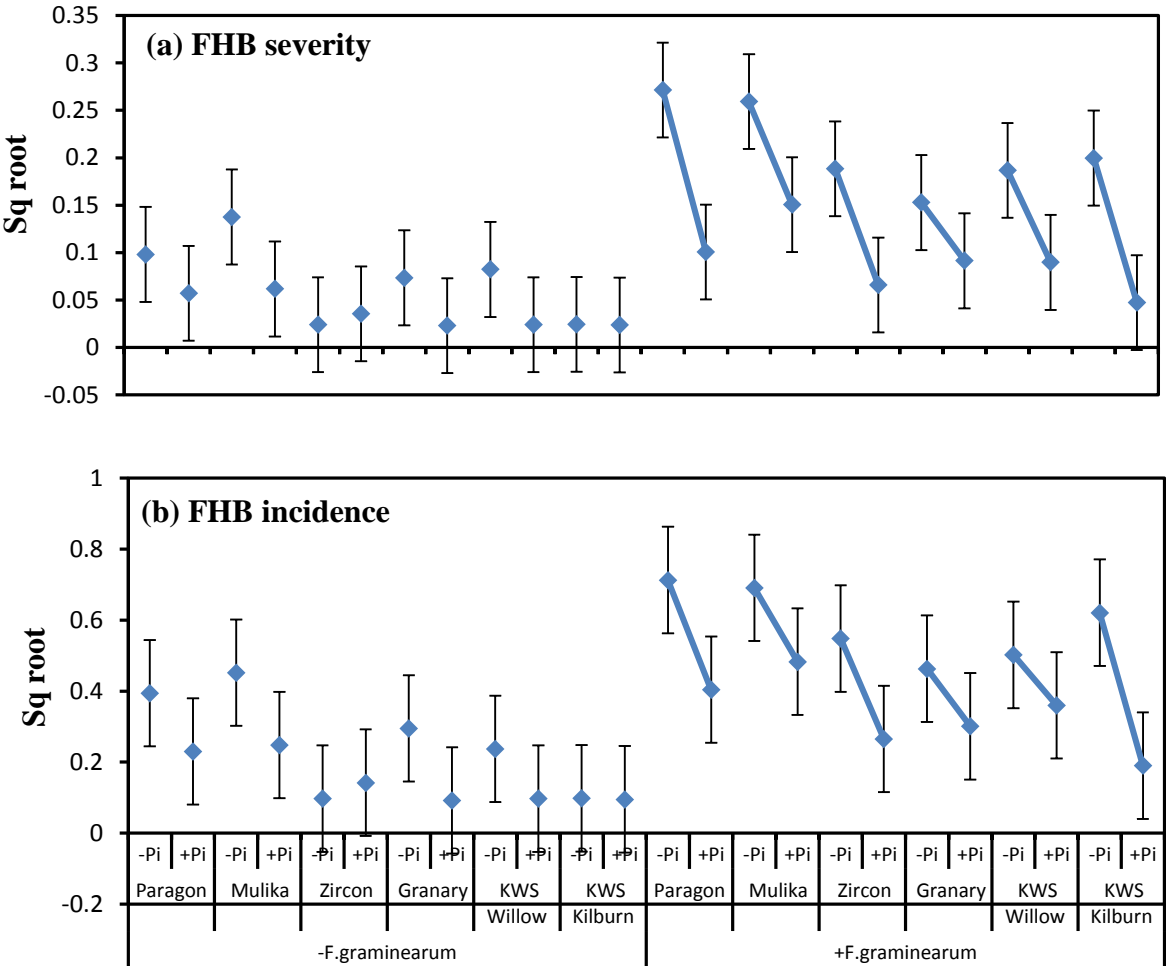 (a) FHB severity
Sq root
0.35
0.3
0.25
0.2
0.15
0.1
0.05
0
-0.05
(b) FHB incidence
Sq root
1
0.8
0.6
0.4
0.2
0
-0.2
-Pi +Pi -Pi +Pi -Pi +Pi -Pi +Pi -Pi +Pi -Pi +Pi -Pi +Pi -Pi +Pi -Pi +Pi -Pi +Pi -Pi +Pi -Pi +Pi
Paragon Mulika Zircon Granary KWS KWS Paragon Mulika Zircon Granary KWS KWS
Willow Kilburn Willow Kilburn
-F.graminearum +F.graminearum